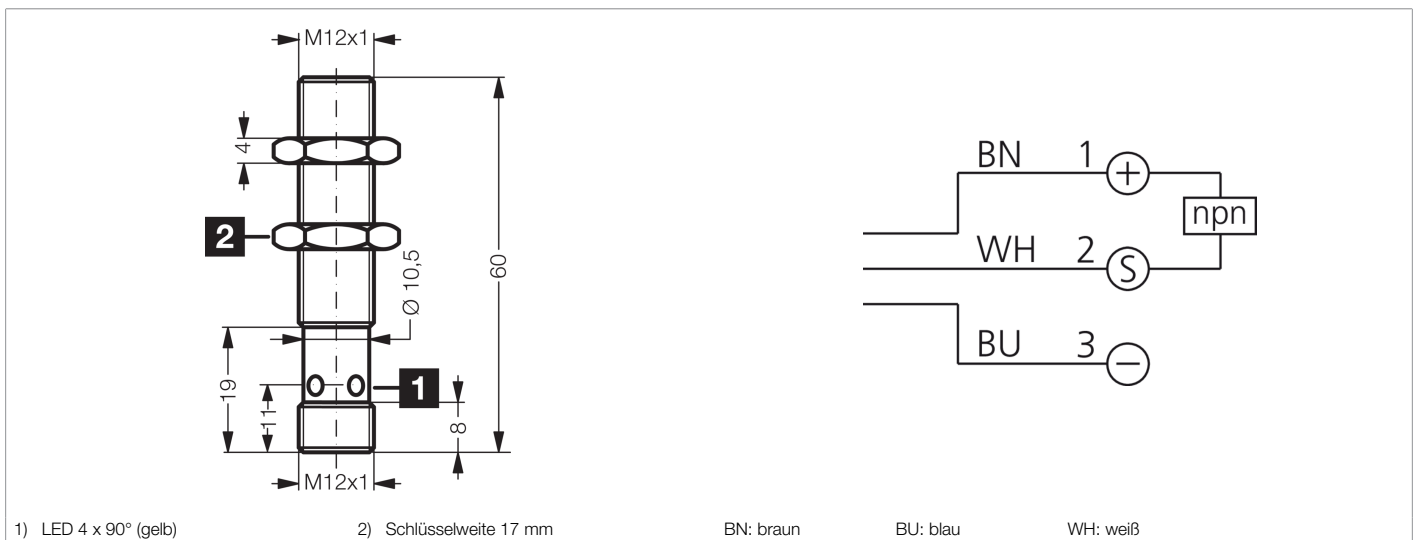 M12x1
4
2
Ø 10,5
60
19
11
1
8
M12x1
BN 1 +
npn
WH 2 S
BU 3 −
1) LED 4 x 90° (gelb) 2) Schlüsselweite 17 mm BN: braun BU: blau WH: weiß